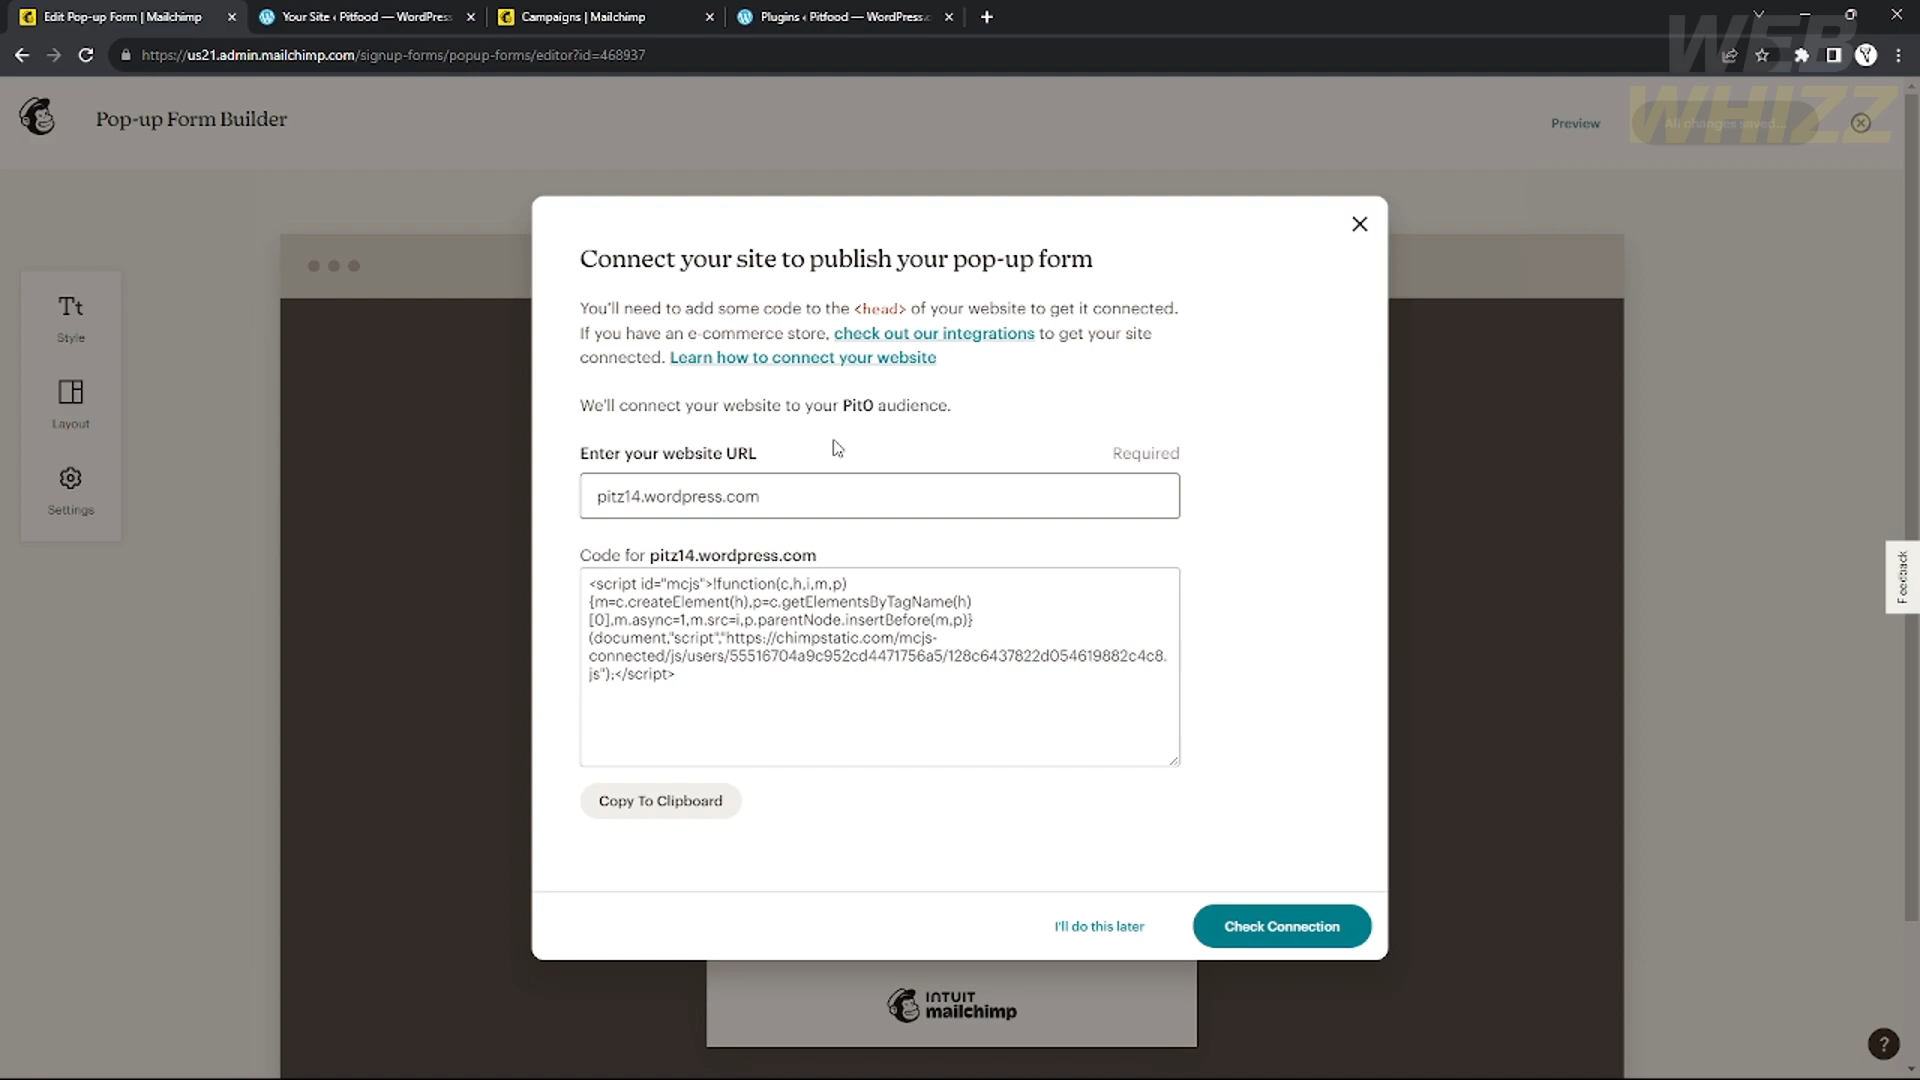 Edit Pop-up Form | Mailchimp
Your Site ‹ Pitfood — WordPress
Campaigns | Mailchimp
Plugins ‹ Pitfood — WordPress.c
https://us21.admin.mailchimp.com/signup-forms/popup-forms/editor?id=468937
WEB
WHIZZ
Pop-up Form Builder
Preview
All changes saved...
Tt
Style
Layout
Settings
Connect your site to publish your pop-up form
You'll need to add some code to the <head> of your website to get it connected.
If you have an e-commerce store, check out our integrations to get your site
connected. Learn how to connect your website
We'll connect your website to your Pit0 audience.
Enter your website URL
Required
pitz14.wordpress.com
Code for pitz14.wordpress.com
<script id="mcjs">!function(c,h,i,m,p)
{m=c.createElement(h),p=c.getElementsByTagName(h)
[0],m.async=1,m.src=i,p.parentNode.insertBefore(m,p)}
(document,"script","https://chimpstatic.com/mcjs-
connected/js/users/55516704a9c952cd4471756a5/128c6437822d054619882c4c8.
js");</script>
Copy To Clipboard
I'll do this later
Check Connection
Feedback
INTUIT
mailchimp
?